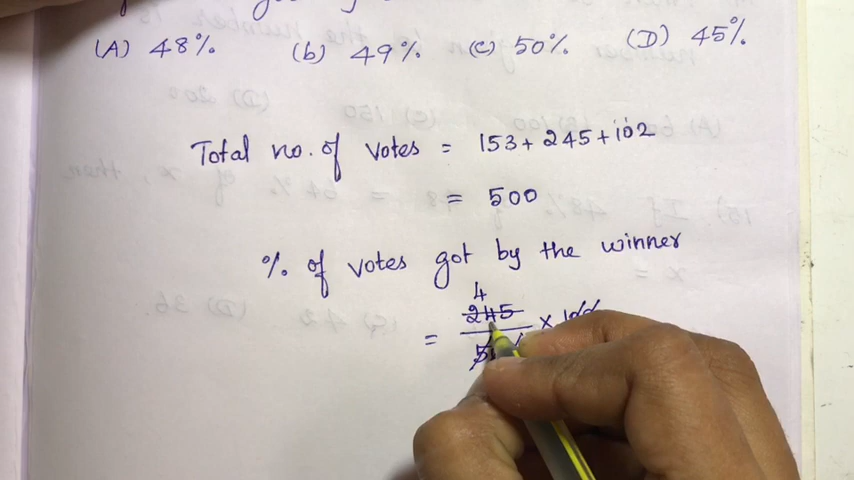 (A) 48% (b) 49% (C) 50% (D) 45%
Total no. of votes = 153 + 245 + 102
= 500
% of votes got by the winner
4
= 245 × 100